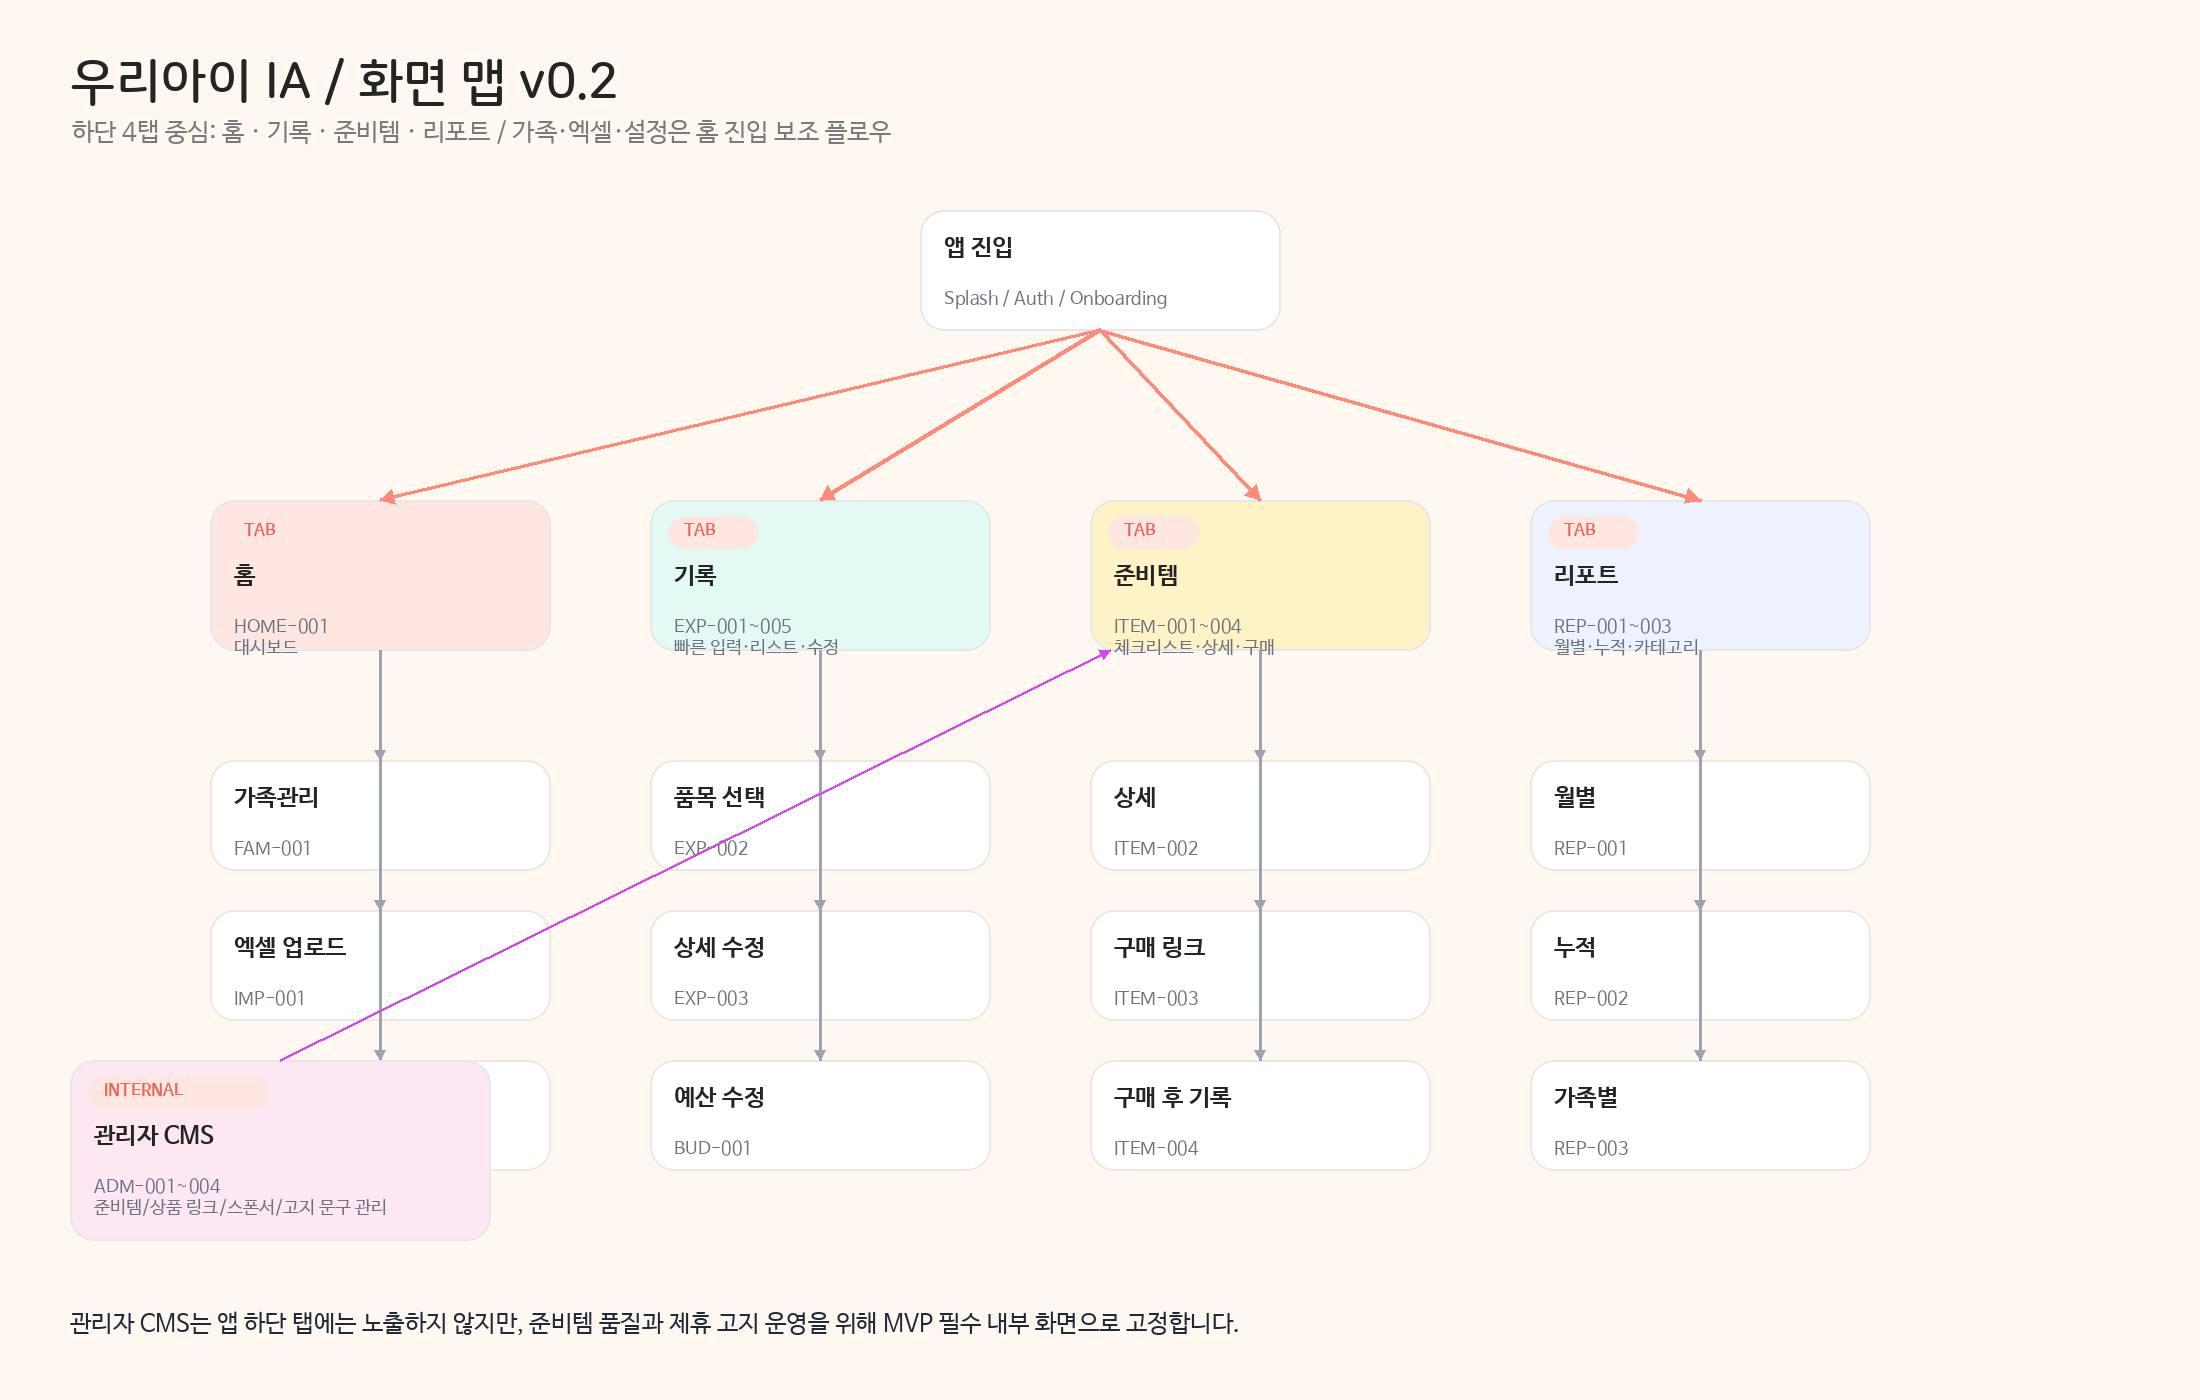 우리아이 IA / 화면 맵 v0.2
하단 4탭 중심: 홈 · 기록 · 준비템 · 리포트 / 가족·엑셀·설정은 홈 진입 보조 플로우
앱 진입
Splash / Auth / Onboarding
TAB
홈
HOME-001
대시보드
TAB
기록
EXP-001~005
빠른 입력·리스트·수정
TAB
준비템
ITEM-001~004
체크리스트·상세·구매
TAB
리포트
REP-001~003
월별·누적·카테고리
가족관리
FAM-001
품목 선택
EXP-002
상세
ITEM-002
월별
REP-001
엑셀 업로드
IMP-001
상세 수정
EXP-003
구매 링크
ITEM-003
누적
REP-002
INTERNAL
관리자 CMS
ADM-001~004
준비템/상품 링크/스폰서/고지 문구 관리
예산 수정
BUD-001
구매 후 기록
ITEM-004
가족별
REP-003
관리자 CMS는 앱 하단 탭에는 노출하지 않지만, 준비템 품질과 제휴 고지 운영을 위해 MVP 필수 내부 화면으로 고정합니다.